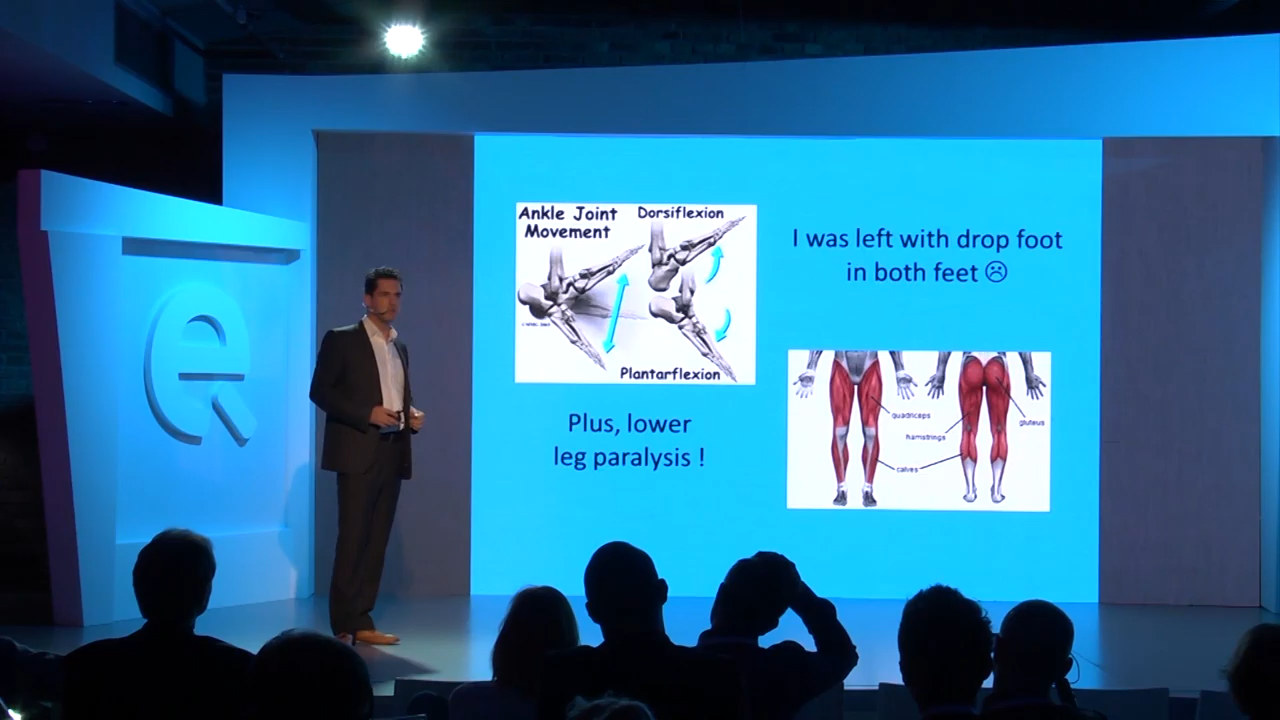 Ankle Joint
Movement
Dorsiflexion
Plantarflexion
I was left with drop foot
in both feet ☹
Plus, lower
leg paralysis !
quadriceps
hamstrings
gluteus
calves